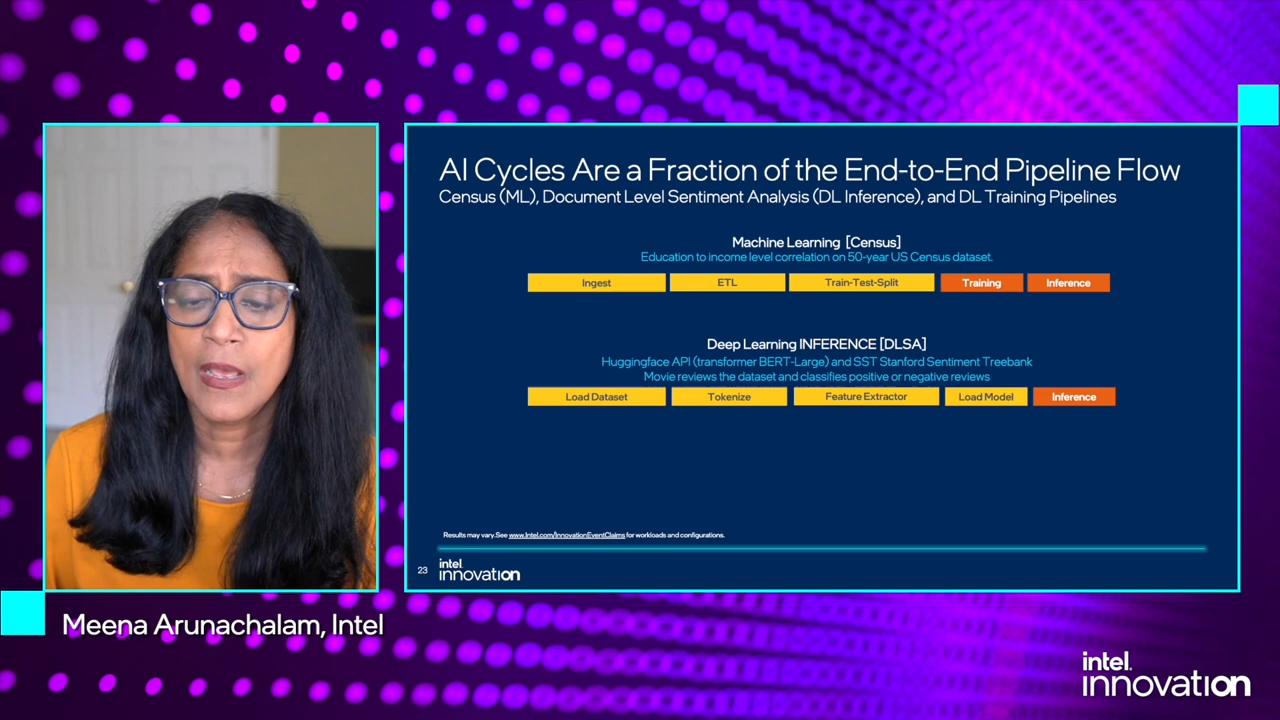 AI Cycles Are a Fraction of the End-to-End Pipeline Flow
Census (ML), Document Level Sentiment Analysis (DL Inference), and DL Training Pipelines
Machine Learning [Census]
Education to income level correlation on 50-year US Census dataset.
Ingest
ETL
Train-Test-Split
Training
Inference
Deep Learning INFERENCE [DLSA]
Huggingface API (transformer BERT-Large) and SST Stanford Sentiment Treebank
Movie reviews the dataset and classifies positive or negative reviews
Load Dataset
Tokenize
Feature Extractor
Load Model
Inference
Results may vary.See www.Intel.com/InnovationEventClaims for workloads and configurations.
23
intel.
innovation
Meena Arunachalam, Intel
intel.
innovation